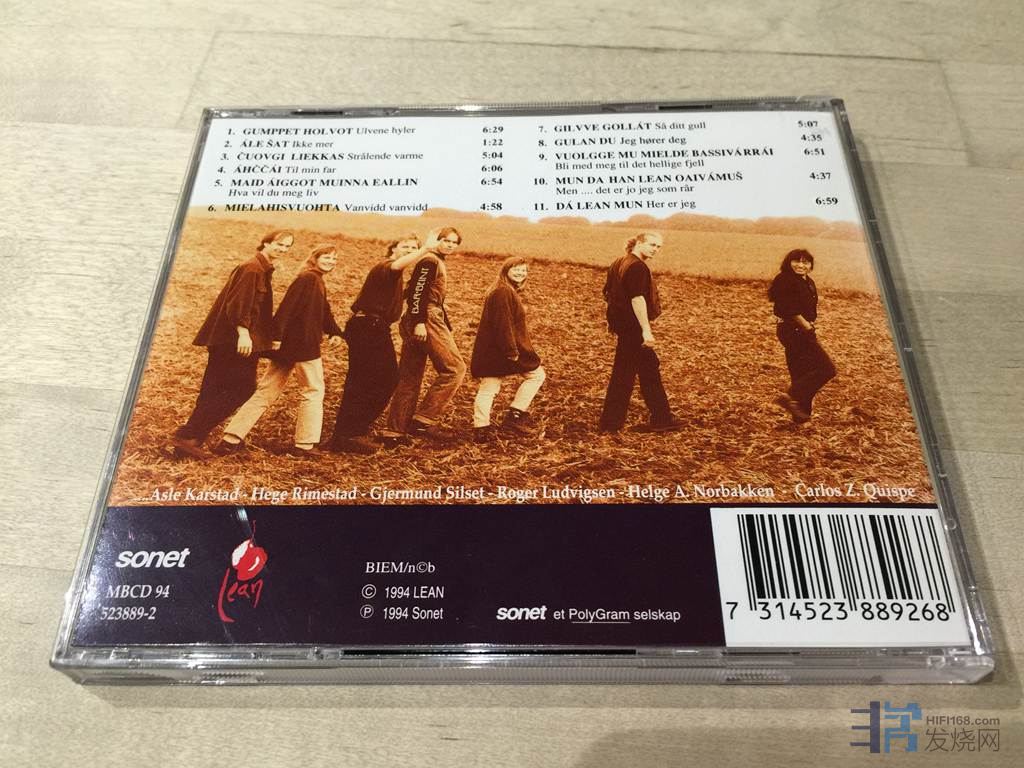 1. GUMPPET HOLVOT Ulvene hyler 6:29
2. ÁLE ŠAT Ikke mer 1:22
3. ČUOVGI LIEKKAS Strålende varme 5:04
4. ÁHČČÁI Til min far 6:06
5. MAID ÁIGGOT MUINNA EALLIN 6:54
Hva vil du meg liv
6. MIELAHISVUOHTA Vanvidd vanvidd 4:58
7. GILVVE GOLLÁT Så ditt gull 5:07
8. GULAN DU Jeg hører deg 4:35
9. VUOLGGE MU MIELDE BASSIVÁRRÁI 6:51
Bli med meg til det hellige fjell
10. MUN DA HAN LEAN OAIVÁMUŠ 4:37
Men .... det er jo jeg som rår
11. DÁ LEAN MUN Her er jeg 6:59
BAR-BONI
....Asle Karstad - Hege Rimestad - Gjermund Silset - Roger Ludvigsen - Helge A. Norbakken - Carlos Z. Quispe
sonet
Lean
MBCD 94
523889-2
BIEM/n©b
© 1994 LEAN
℗ 1994 Sonet
sonet et PolyGram selskap
7 314523 889268
HIFI168.com
发烧网